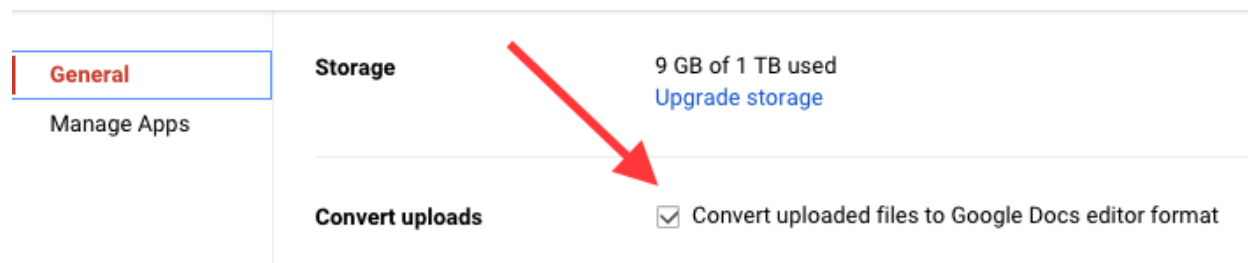 General
Manage Apps
Storage
9 GB of 1 TB used
Upgrade storage
Convert uploads
Convert uploaded files to Google Docs editor format